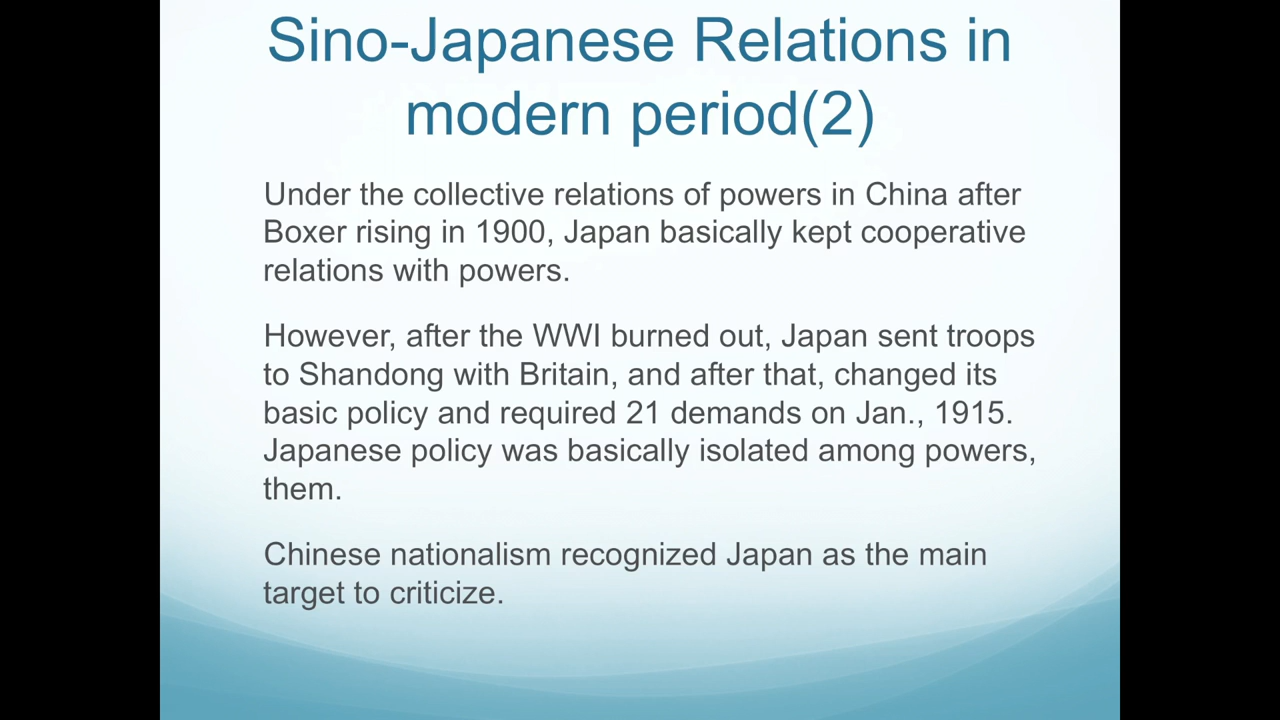 Sino-Japanese Relations in
modern period(2)
Under the collective relations of powers in China after
Boxer rising in 1900, Japan basically kept cooperative
relations with powers.
However, after the WWI burned out, Japan sent troops
to Shandong with Britain, and after that, changed its
basic policy and required 21 demands on Jan., 1915.
Japanese policy was basically isolated among powers,
them.
Chinese nationalism recognized Japan as the main
target to criticize.